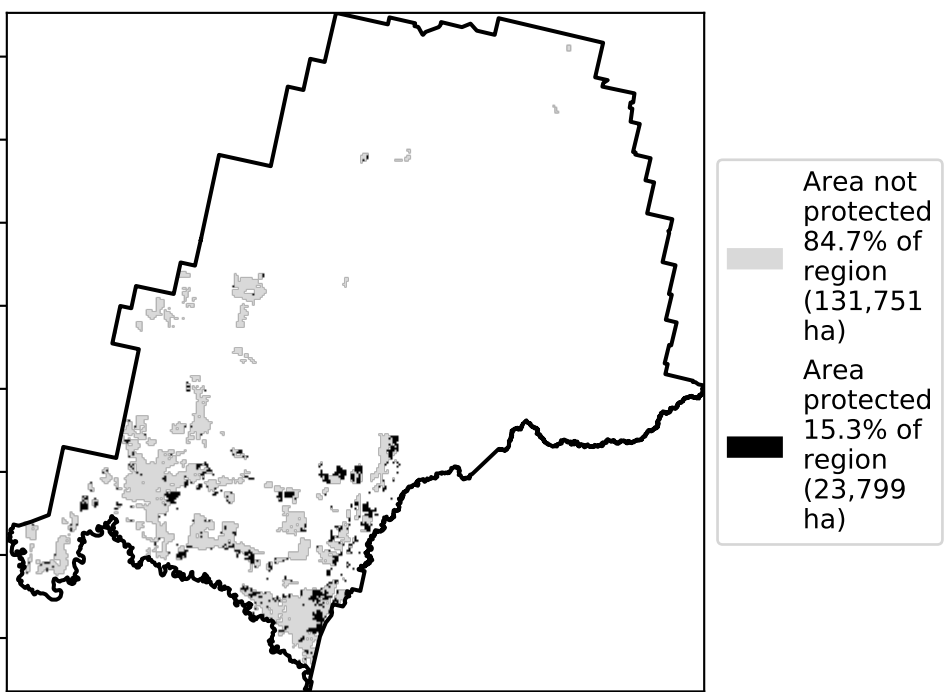 Area not
protected
84.7% of
region
(131,751
ha)
Area
protected
15.3% of
region
(23,799
ha)